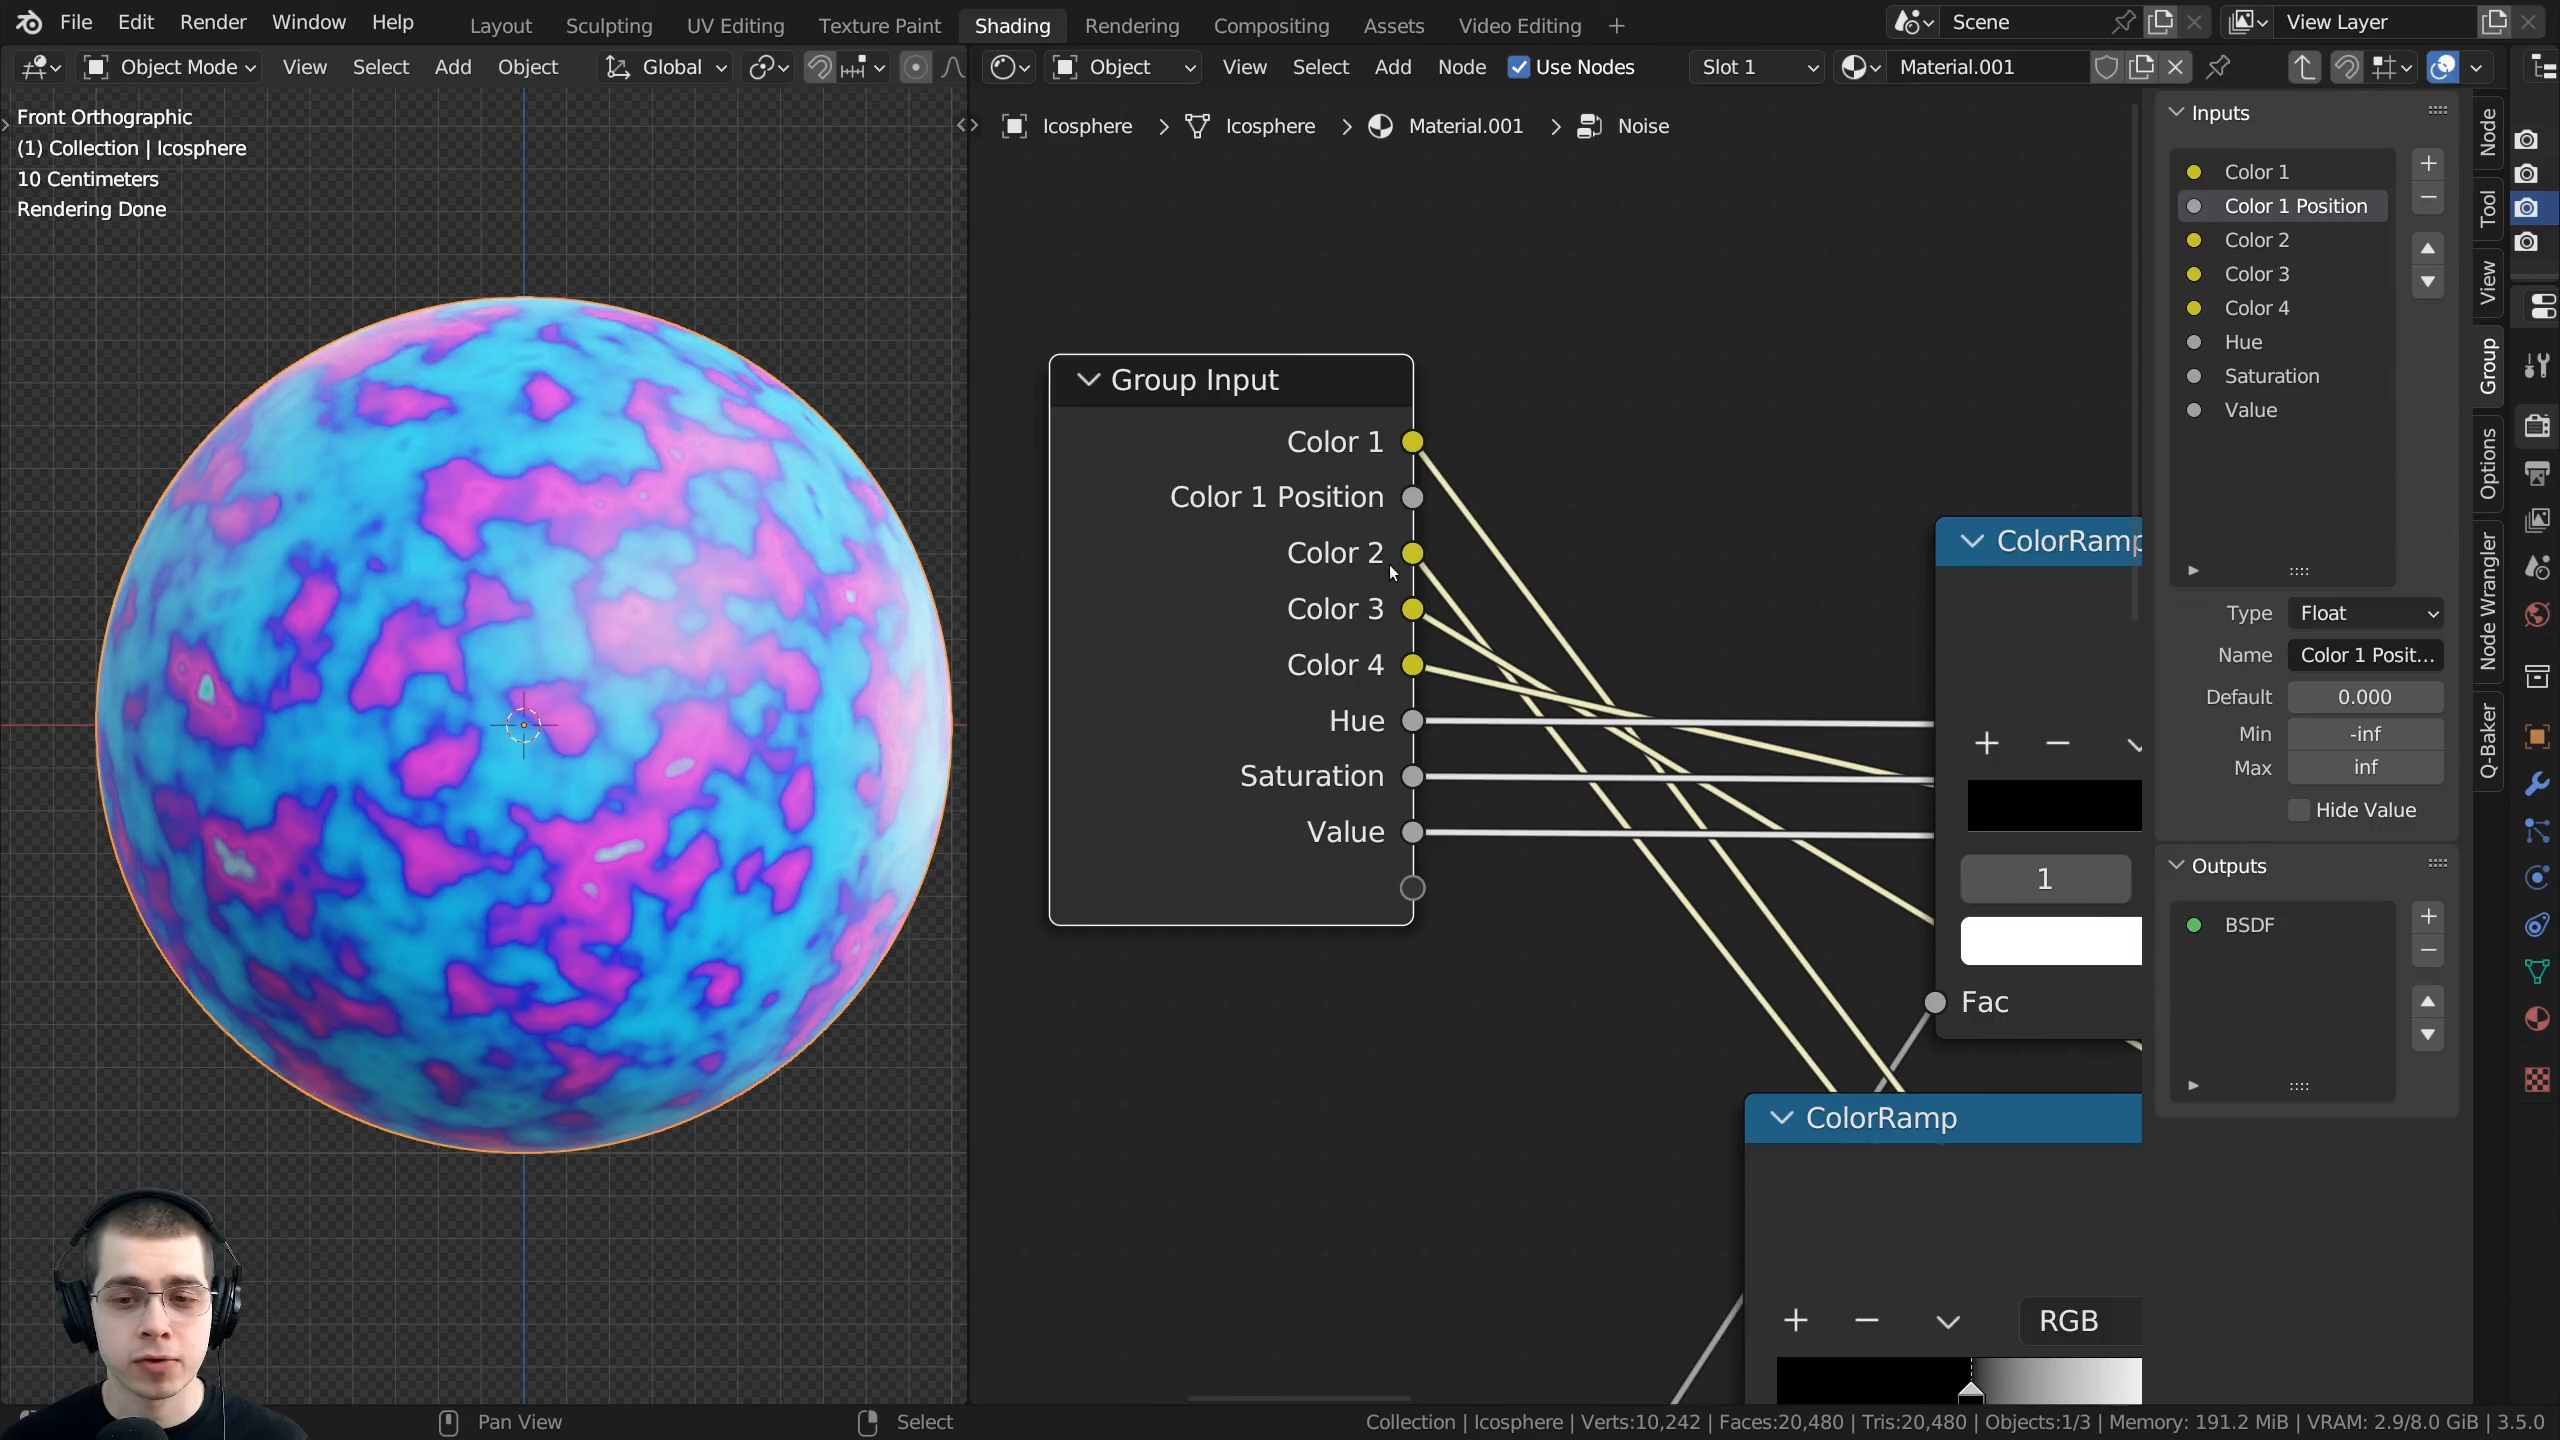 File Edit Render Window Help
Layout Sculpting UV Editing Texture Paint Shading Rendering Compositing Assets Video Editing +
Scene
View Layer
Object Mode View Select Add Object Global
Object View Select Add Node Use Nodes Slot 1 Material.001
Front Orthographic
(1) Collection | Icosphere
10 Centimeters
Rendering Done
Icosphere > Icosphere > Material.001 > Noise
Group Input
Color 1
Color 1 Position
Color 2
Color 3
Color 4
Hue
Saturation
Value
ColorRamp
1
Fac
ColorRamp
RGB
Inputs
Color 1
Color 1 Position
Color 2
Color 3
Color 4
Hue
Saturation
Value
Type Float
Name Color 1 Posit...
Default 0.000
Min -inf
Max inf
Hide Value
Outputs
BSDF
Node
Tool
View
Group
Options
Node Wrangler
Q-Baker
Pan View
Select
Collection | Icosphere | Verts:10,242 | Faces:20,480 | Tris:20,480 | Objects:1/3 | Memory: 191.2 MiB | VRAM: 2.9/8.0 GiB | 3.5.0